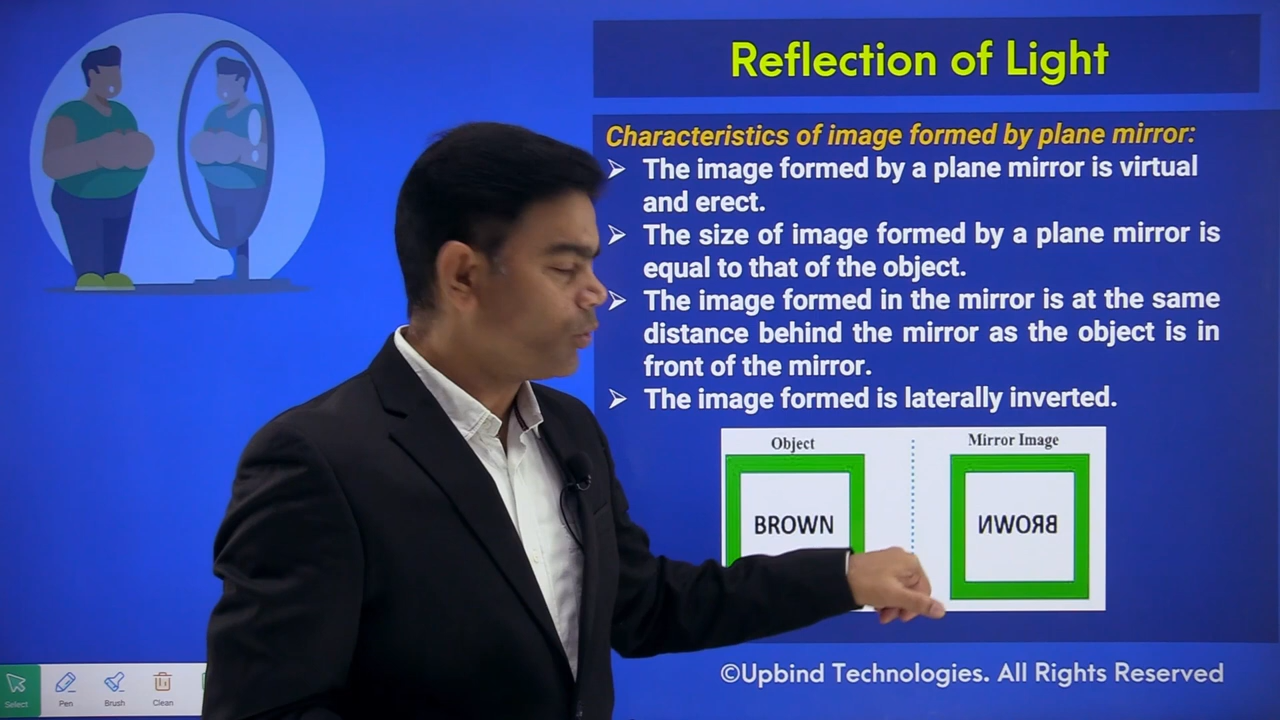 Reflection of Light
Characteristics of image formed by plane mirror:
➢ The image formed by a plane mirror is virtual
and erect.
➢ The size of image formed by a plane mirror is
equal to that of the object.
➢ The image formed in the mirror is at the same
distance behind the mirror as the object is in
front of the mirror.
➢ The image formed is laterally inverted.
Object
Mirror Image
BROWN
BROWN
©Upbind Technologies. All Rights Reserved
Select
Pen
Brush
Clean